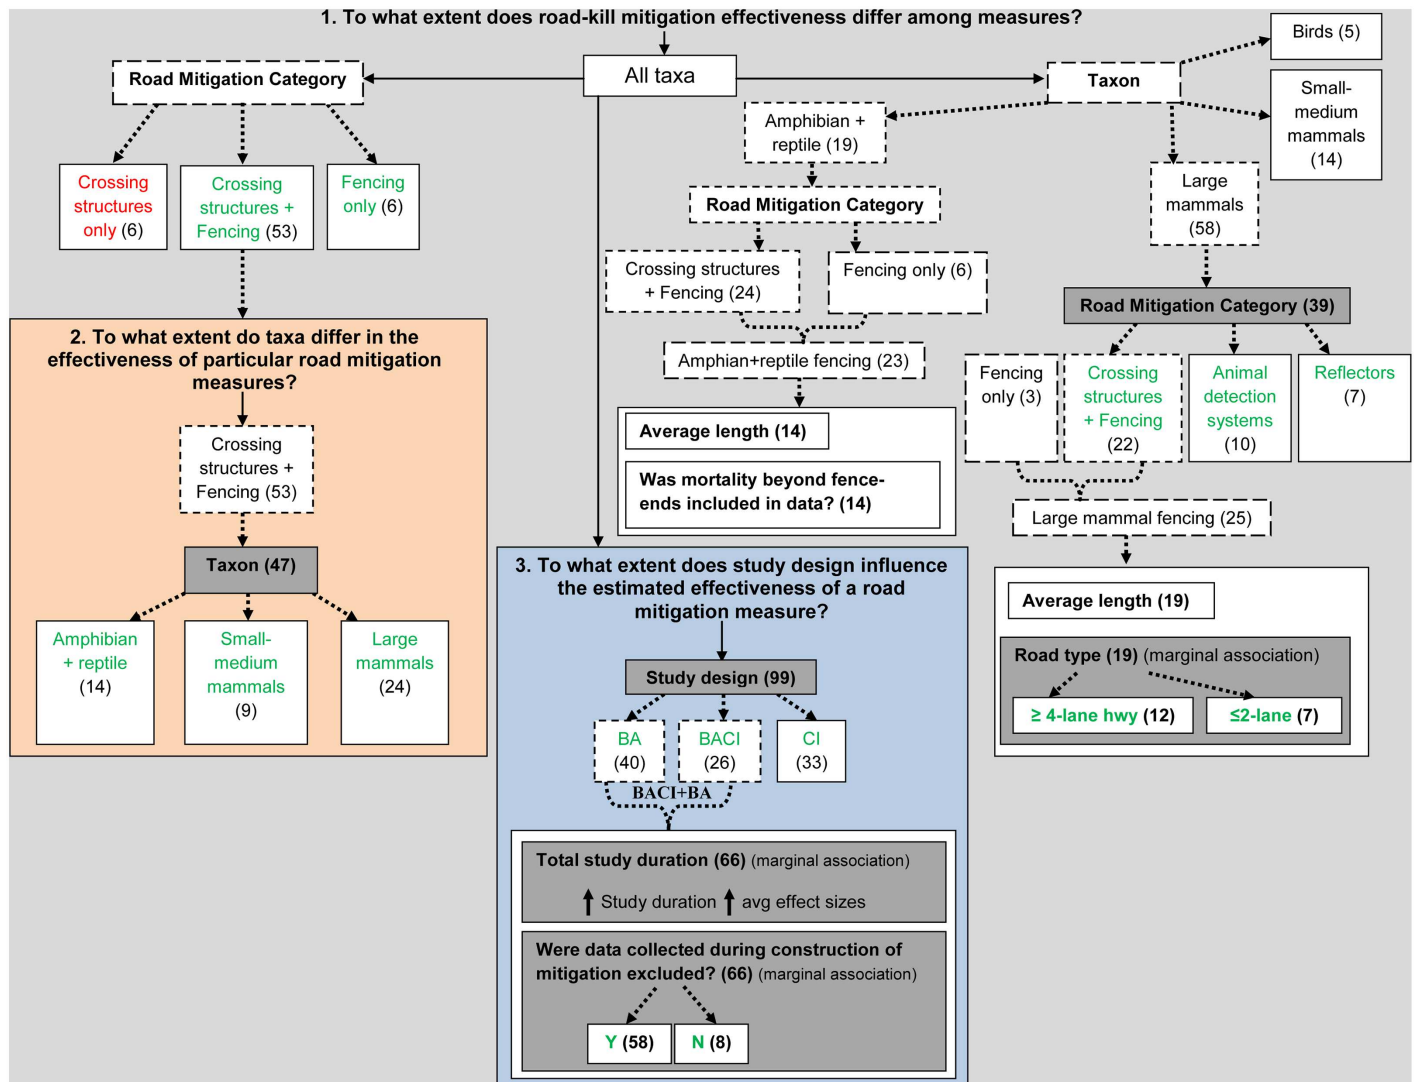 1. To what extent does road-kill mitigation effectiveness differ among measures?
All taxa
Road Mitigation Category
Crossing
structures
only (6)
Crossing
structures +
Fencing (53)
Fencing
only (6)
Taxon
Birds (5)
Small-
medium
mammals
(14)
Amphibian +
reptile (19)
Road Mitigation Category
Crossing structures
+ Fencing (24)
Fencing only (6)
Amphian+reptile fencing (23)
Average length (14)
Was mortality beyond fence-
ends included in data? (14)
Large
mammals
(58)
Road Mitigation Category (39)
Fencing
only (3)
Crossing
structures
+ Fencing
(22)
Animal
detection
systems
(10)
Reflectors
(7)
Large mammal fencing (25)
Average length (19)
Road type (19) (marginal association)
≥ 4-lane hwy (12)
≤2-lane (7)
2. To what extent do taxa differ in the
effectiveness of particular road mitigation
measures?
Crossing
structures +
Fencing (53)
Taxon (47)
Amphibian
+ reptile
(14)
Small-
medium
mammals
(9)
Large
mammals
(24)
3. To what extent does study design influence
the estimated effectiveness of a road
mitigation measure?
Study design (99)
BA
(40)
BACI
(26)
CI
(33)
BACI+BA
Total study duration (66) (marginal association)
Study duration avg effect sizes
Were data collected during construction of
mitigation excluded? (66) (marginal association)
Y (58)
N (8)